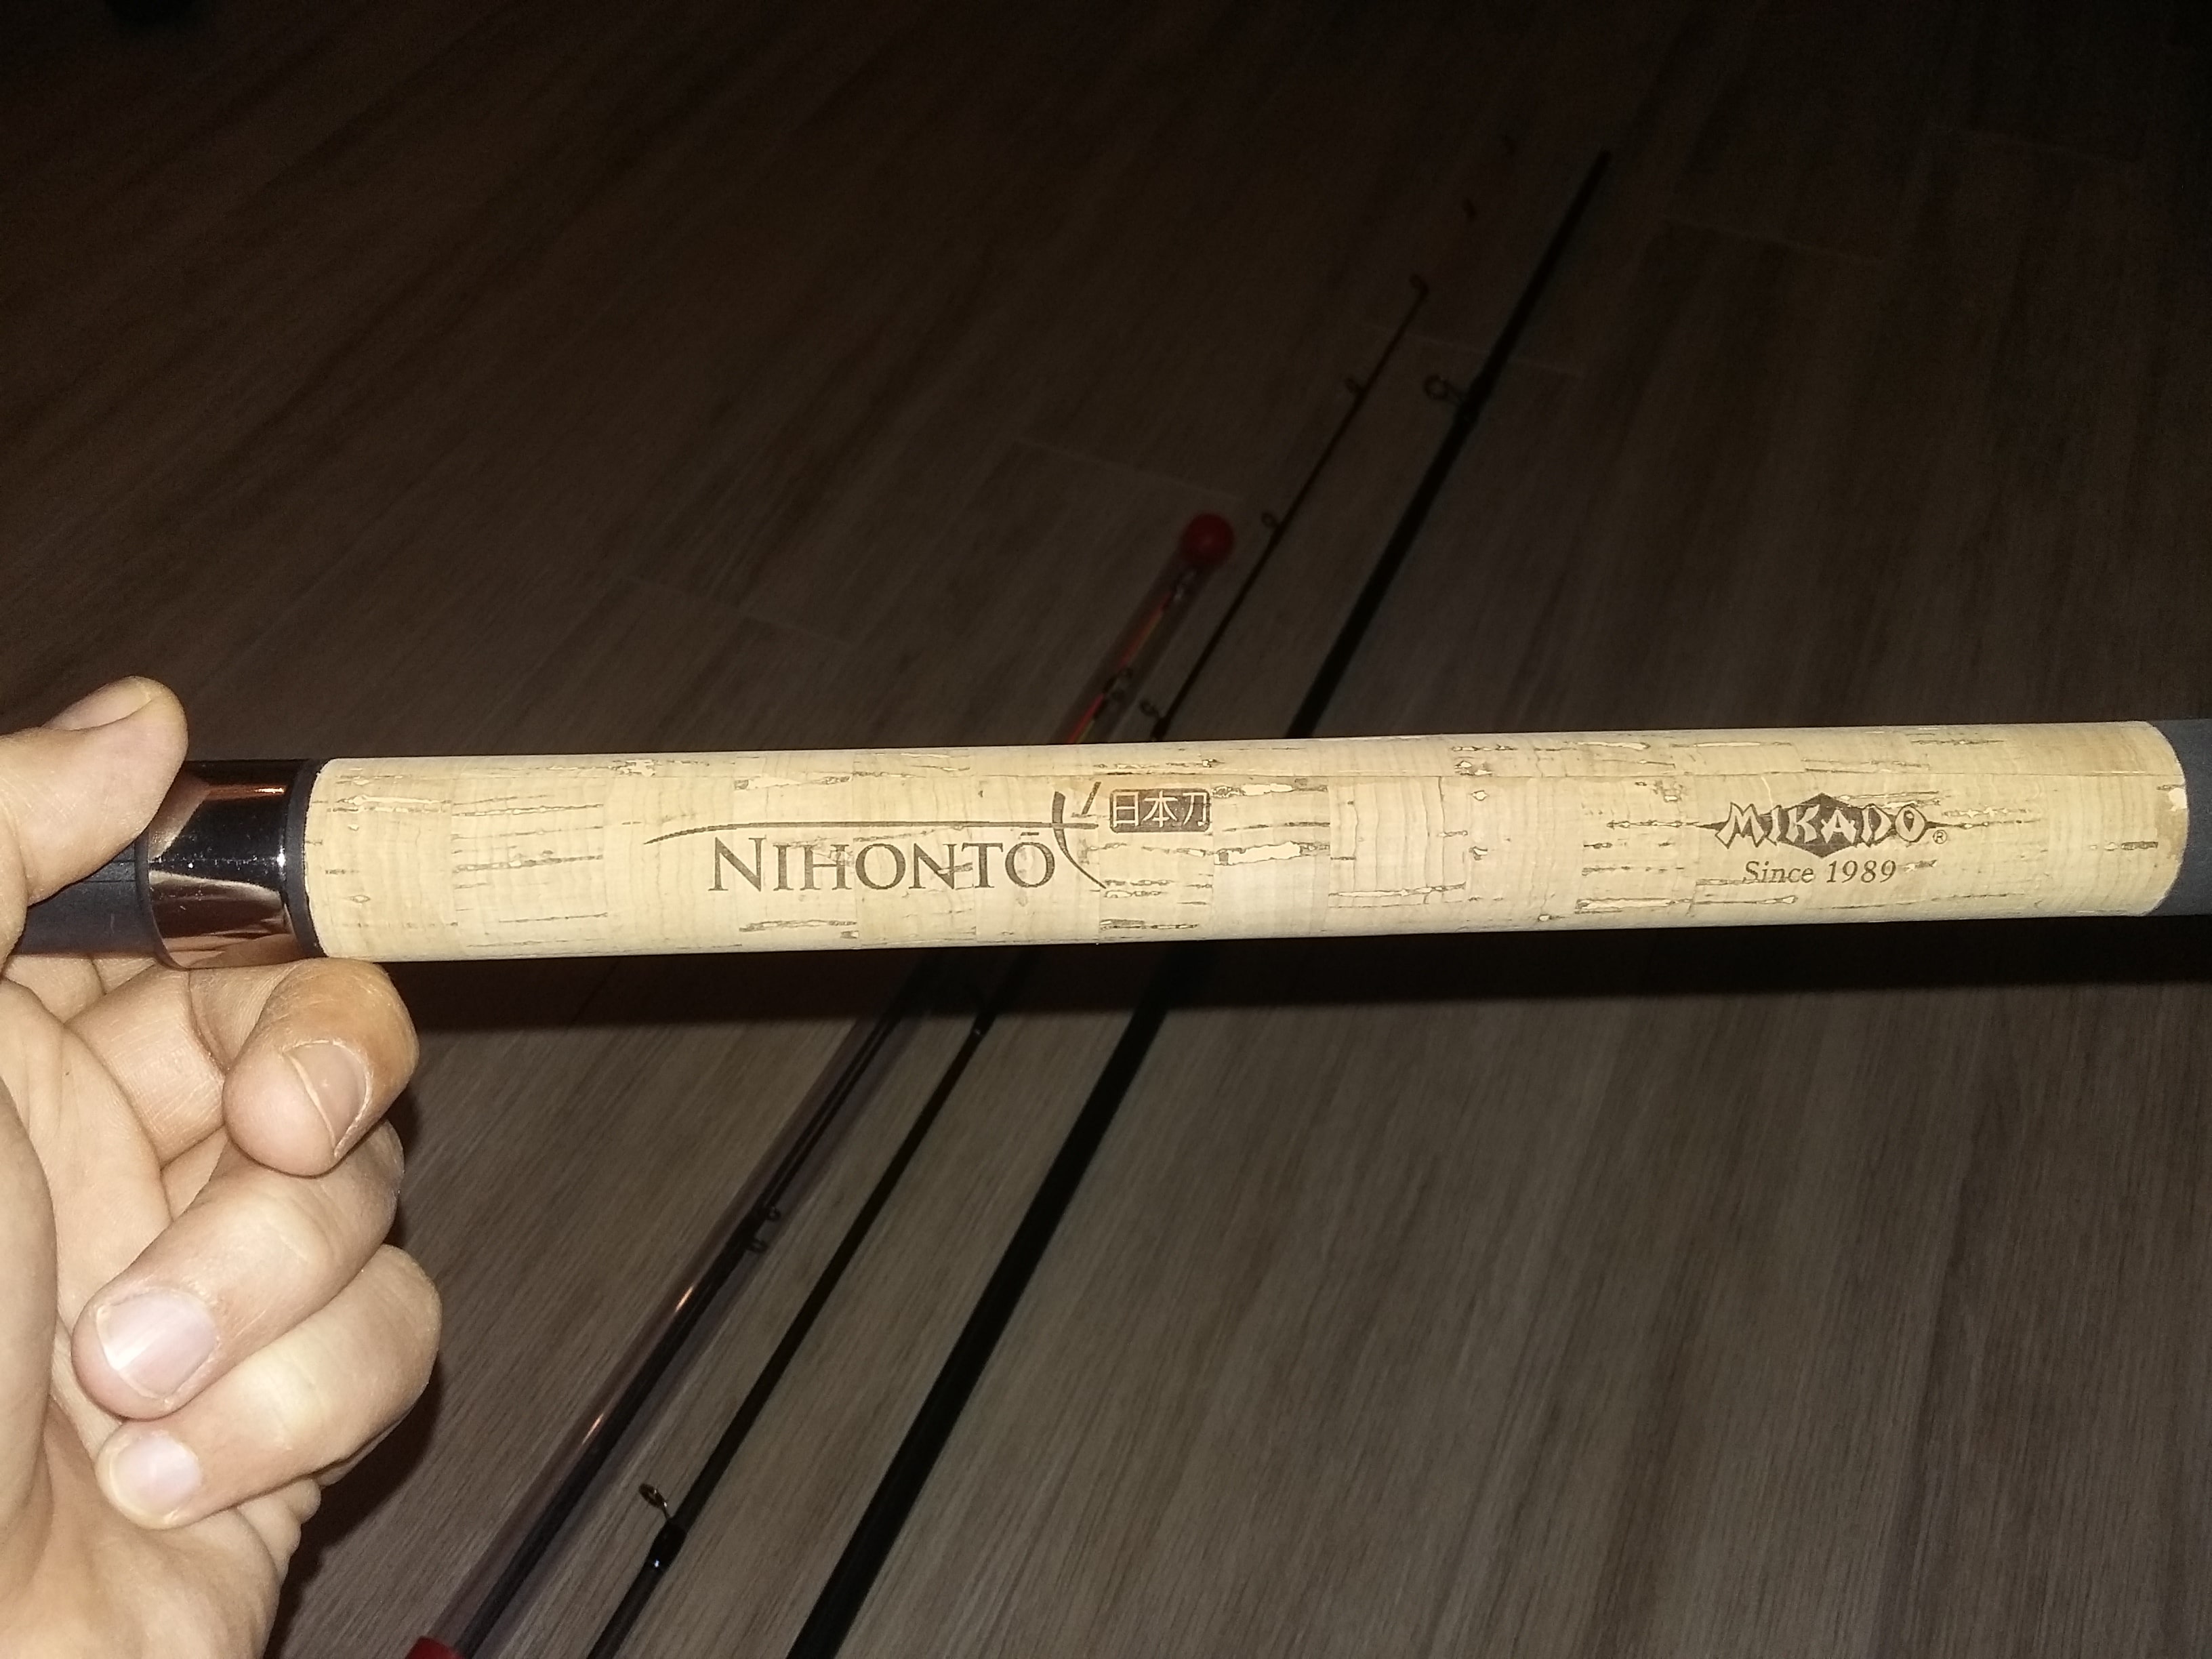 NIHONTŌ 日本刀
MIKADO®
Since 1989